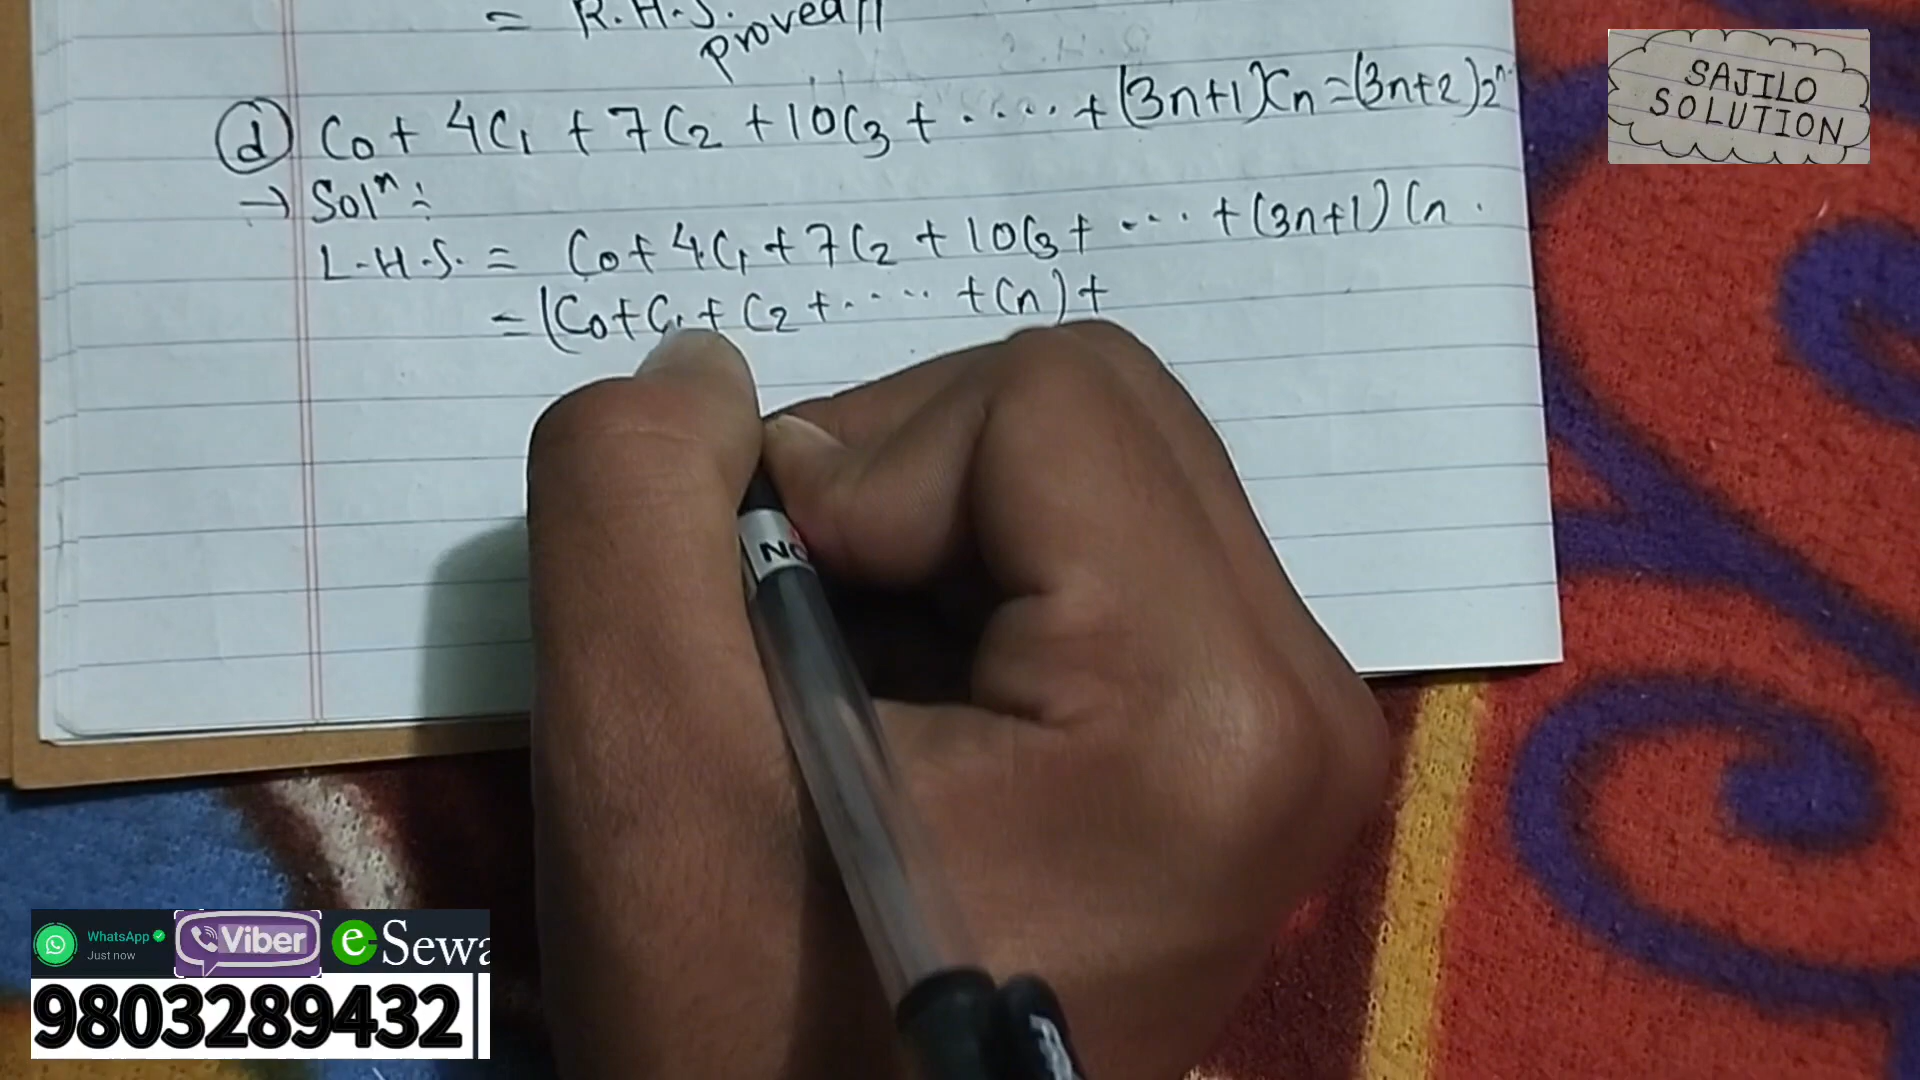 = R.H.S.
proved//
(d) C₀ + 4C₁ + 7C₂ + 10C₃ + ..... + (3n+1)Cₙ = (3n+2)2ⁿ⁻
→ Solⁿ :
L.H.S. = C₀ + 4C₁ + 7C₂ + 10C₃ + ... + (3n+1) Cₙ .
= (C₀ + C₁ + C₂ + ..... + Cₙ) +
SAJILO
SOLUTION
WhatsApp
Just now
Viber
e-Sewa
9803289432